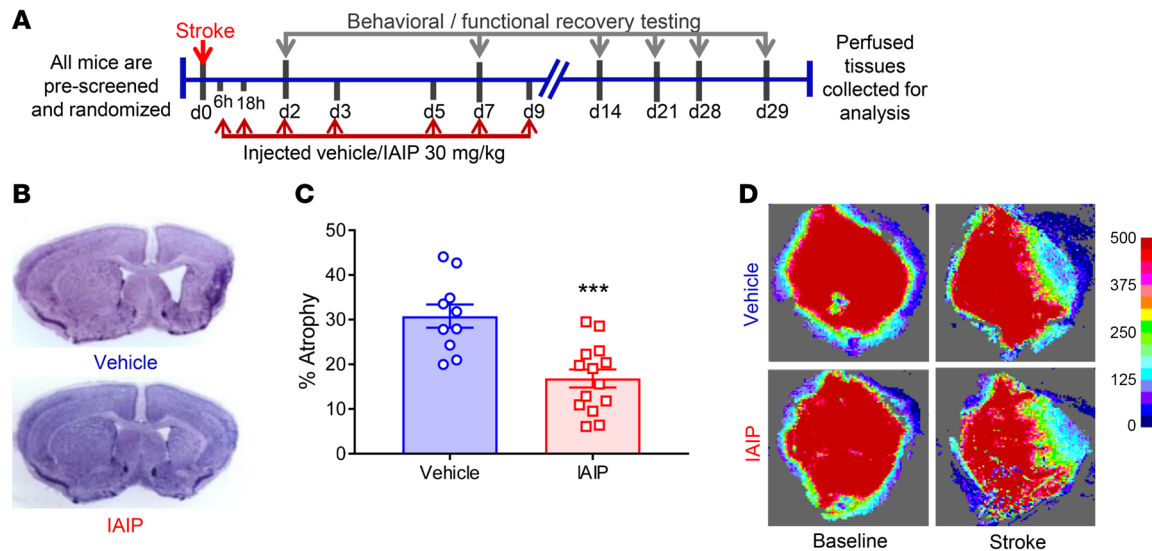 A
Behavioral / functional recovery testing
Stroke
All mice are
pre-screened
and randomized
Perfused
tissues
collected for
analysis
d0 6h 18h d2 d3 d5 d7 d9 d14 d21 d28 d29
Injected vehicle/IAIP 30 mg/kg
B
Vehicle
IAIP
C
% Atrophy
50
40
30
20
10
0
***
Vehicle IAIP
D
Vehicle
IAIP
500
375
250
125
0
Baseline Stroke